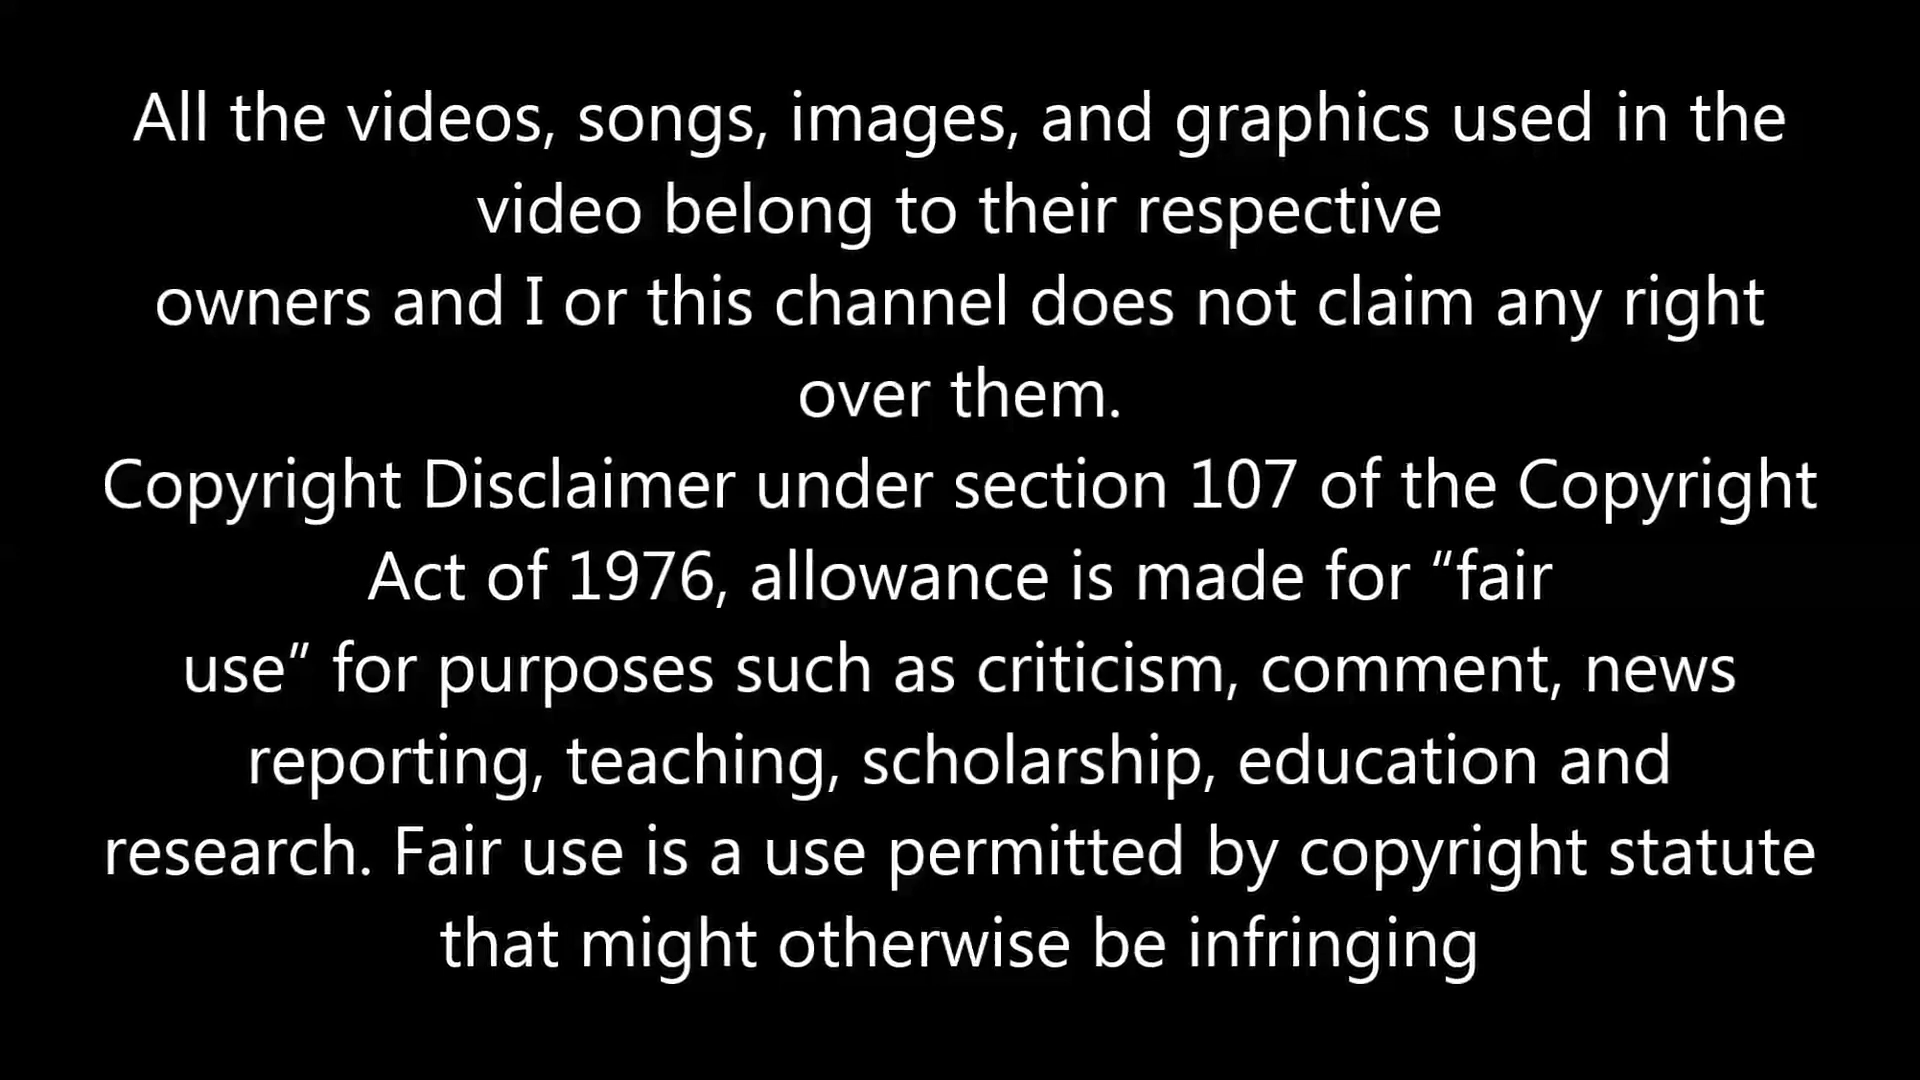 All the videos, songs, images, and graphics used in the
video belong to their respective
owners and I or this channel does not claim any right
over them.
Copyright Disclaimer under section 107 of the Copyright
Act of 1976, allowance is made for “fair
use” for purposes such as criticism, comment, news
reporting, teaching, scholarship, education and
research. Fair use is a use permitted by copyright statute
that might otherwise be infringing